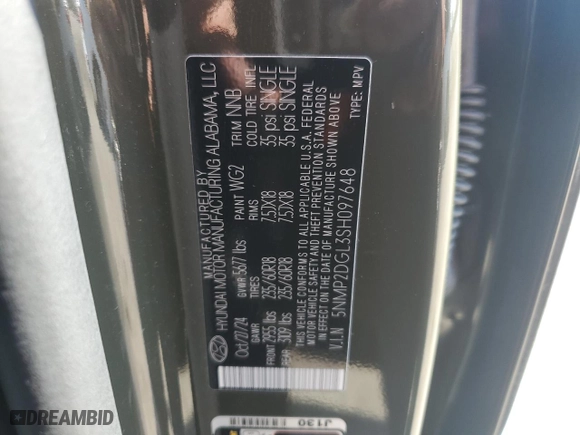 MANUFACTURED BY
HYUNDAI MOTOR MANUFACTURING ALABAMA, LLC
Oct/07/24 GVWR 5677 lbs PAINT WG2 TRIM NNB
GAWR TIRES RIMS COLD TIRE INFL
FRONT 2955 lbs 235/60R18 7.5JX18 35 psi SINGLE
REAR 3109 lbs 235/60R18 7.5JX18 35 psi SINGLE
THIS VEHICLE CONFORMS TO ALL APPLICABLE U.S.A. FEDERAL
MOTOR VEHICLE SAFETY AND THEFT PREVENTION STANDARDS
IN EFFECT ON THE DATE OF MANUFACTURE SHOWN ABOVE
V.I.N 5NMP2DGL3SH097648 TYPE: MPV
J130
DREAMBID